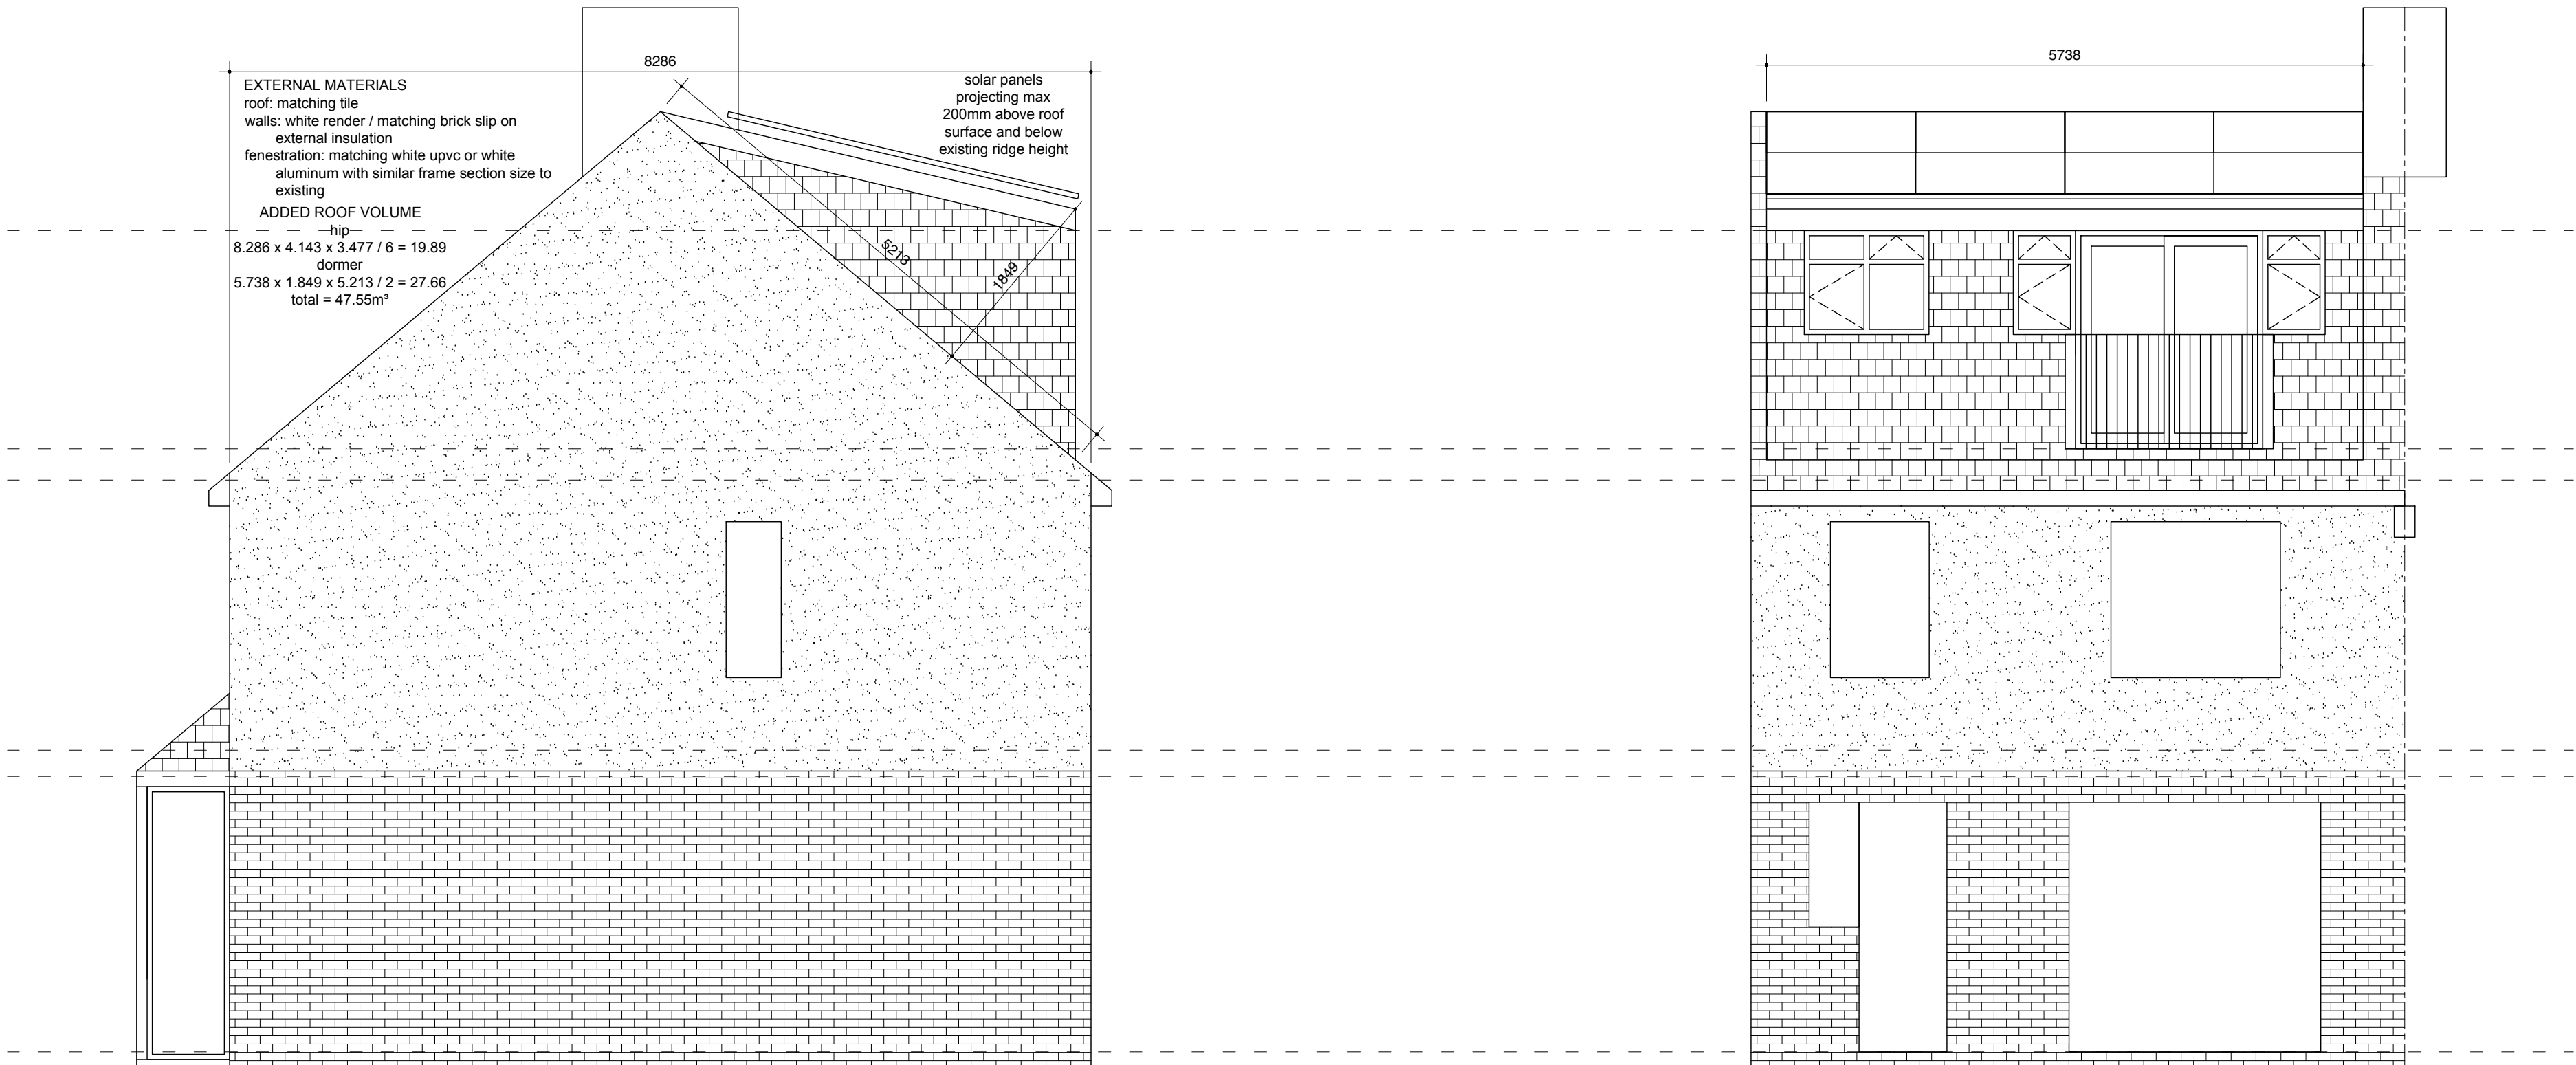 8286
EXTERNAL MATERIALS
roof: matching tile
walls: white render / matching brick slip on
external insulation
fenestration: matching white upvc or white
aluminum with similar frame section size to
existing
ADDED ROOF VOLUME
hip
8.286 x 4.143 x 3.477 / 6 = 19.89
dormer
5.738 x 1.849 x 5.213 / 2 = 27.66
total = 47.55m³
solar panels
projecting max
200mm above roof
surface and below
existing ridge height
5213
1849
5738